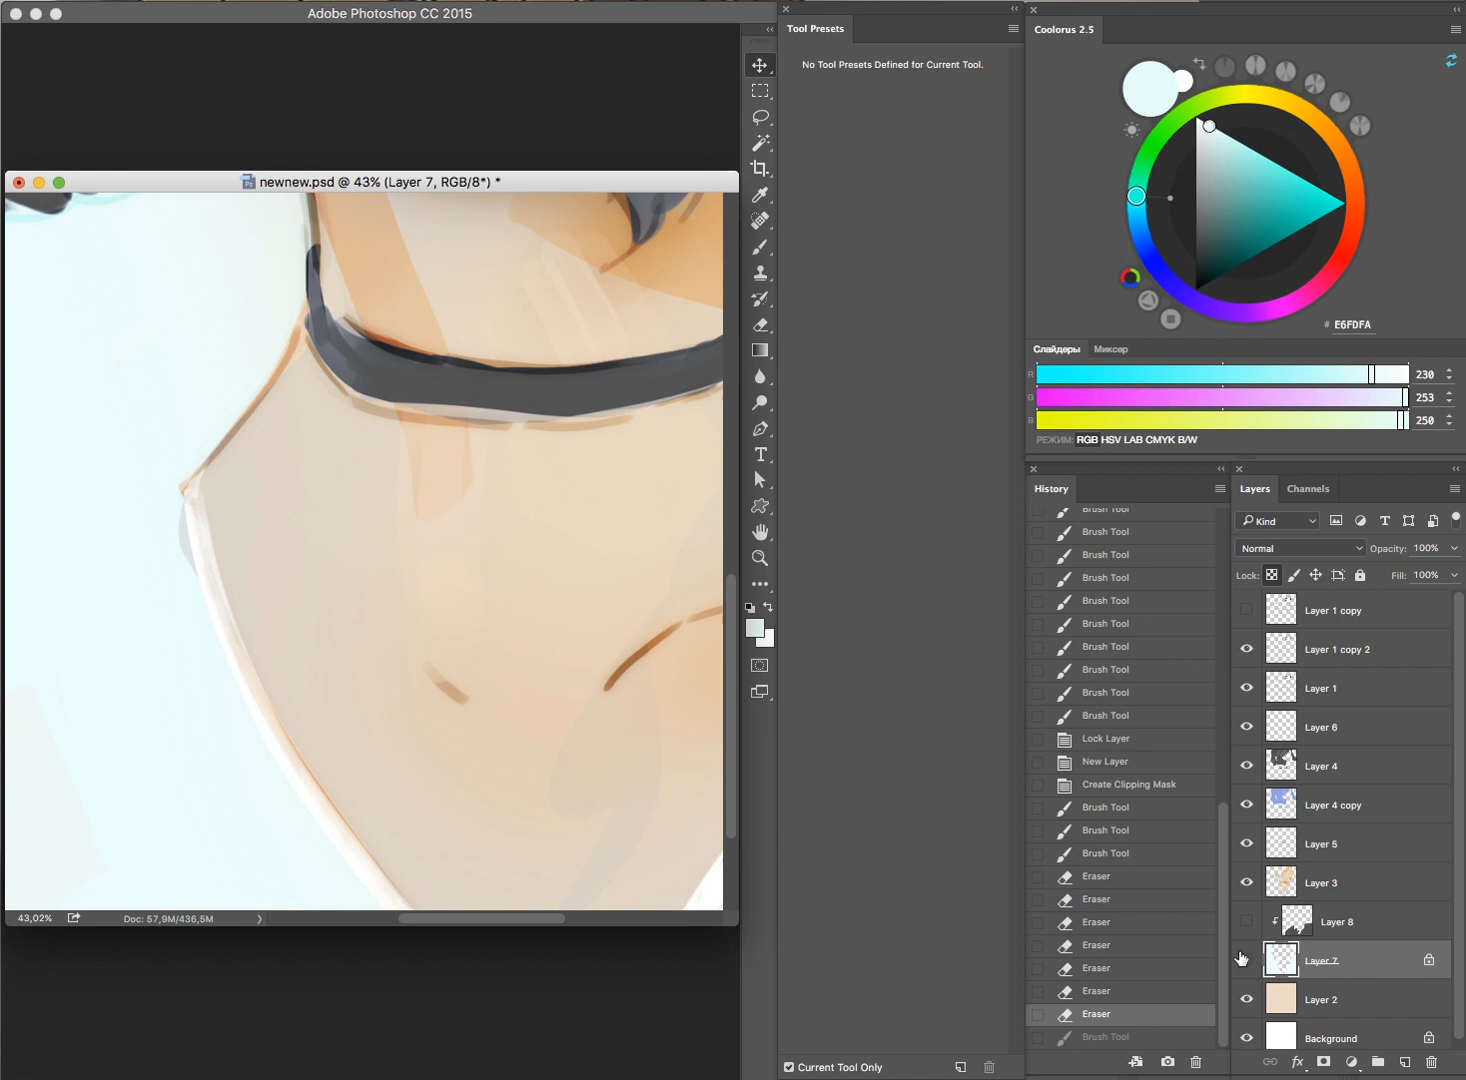 Adobe Photoshop CC 2015
newnew.psd @ 43% (Layer 7, RGB/8*) *
43,02%
Doc: 57,9M/436,5M
Tool Presets
No Tool Presets Defined for Current Tool.
Current Tool Only
Coolorus 2.5
# E6FDFA
Слайдеры Миксер
R 230
G 253
B 250
РЕЖИМ: RGB HSV LAB CMYK B/W
History
Brush Tool
Brush Tool
Brush Tool
Brush Tool
Brush Tool
Brush Tool
Brush Tool
Brush Tool
Brush Tool
Brush Tool
Lock Layer
New Layer
Create Clipping Mask
Brush Tool
Brush Tool
Brush Tool
Eraser
Eraser
Eraser
Eraser
Eraser
Eraser
Eraser
Brush Tool
Layers Channels
Kind
Normal Opacity: 100%
Lock: Fill: 100%
Layer 1 copy
Layer 1 copy 2
Layer 1
Layer 6
Layer 4
Layer 4 copy
Layer 5
Layer 3
Layer 8
Layer 7
Layer 2
Background